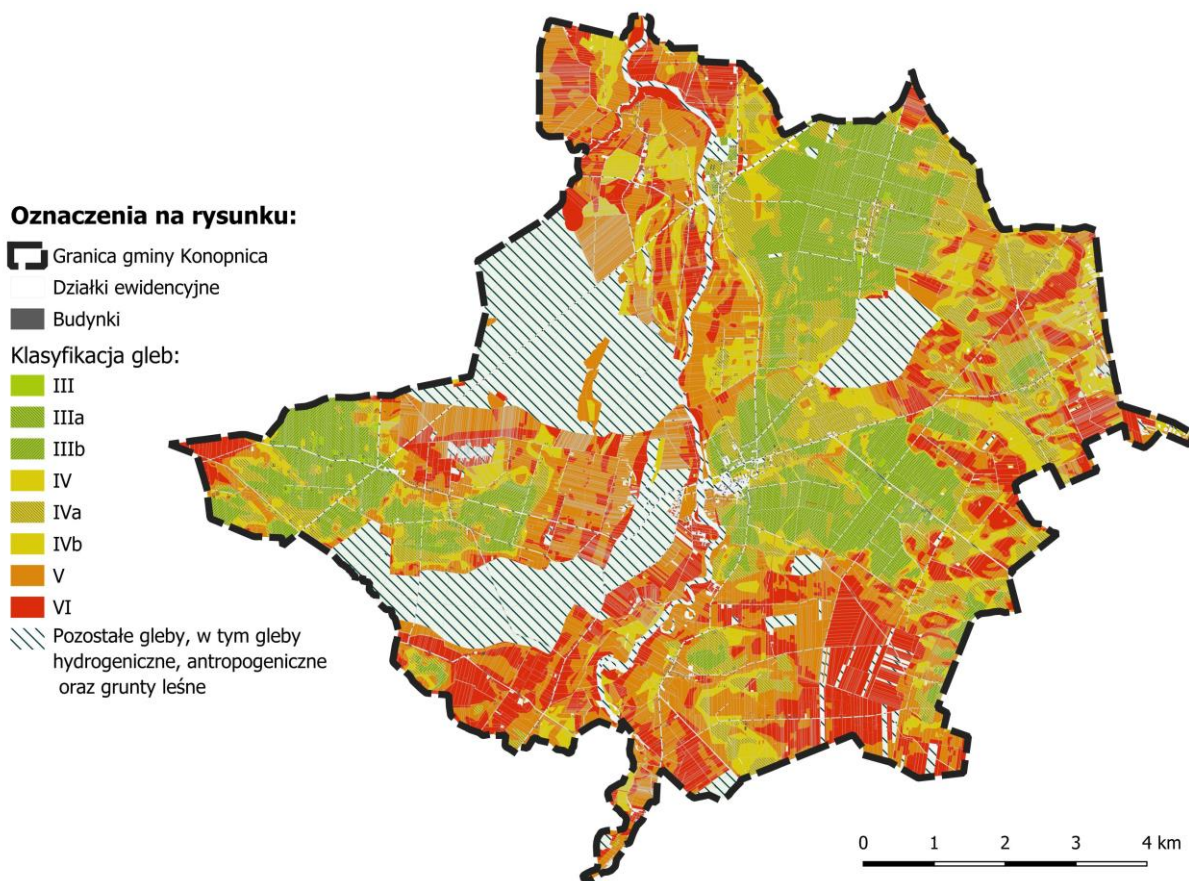 Oznaczenia na rysunku:
Granica gminy Konopnica
Działki ewidencyjne
Budynki
Klasyfikacja gleb:
III
IIIa
IIIb
IV
IVa
IVb
V
VI
Pozostałe gleby, w tym gleby
hydrogeniczne, antropogeniczne
oraz grunty leśne
0 1 2 3 4 km